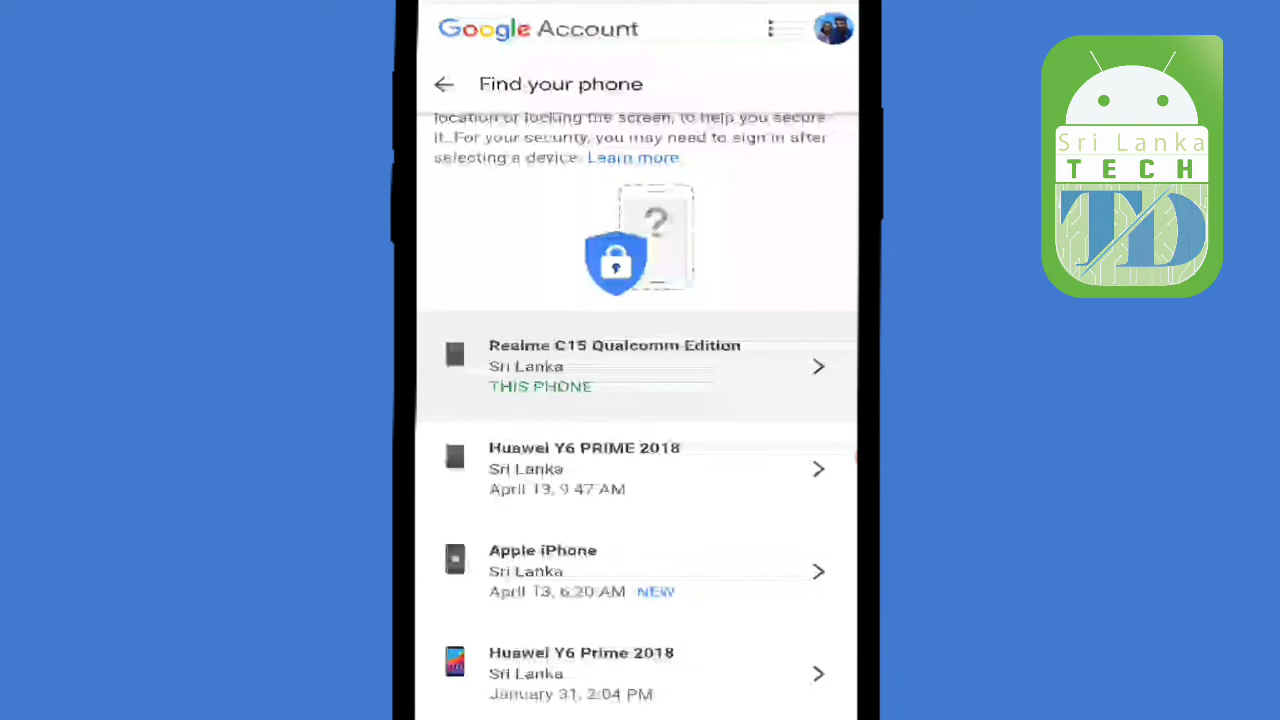 Google Account
Find your phone
location or locking the screen, to help you secure
it. For your security, you may need to sign in after
selecting a device. Learn more
?
Realme C15 Qualcomm Edition
Sri Lanka
THIS PHONE
Huawei Y6 PRIME 2018
Sri Lanka
April 13, 9:47 AM
Apple iPhone
Sri Lanka
April 13, 6:20 AM NEW
Huawei Y6 Prime 2018
Sri Lanka
January 31, 2:04 PM
Sri Lanka
TECH
TD